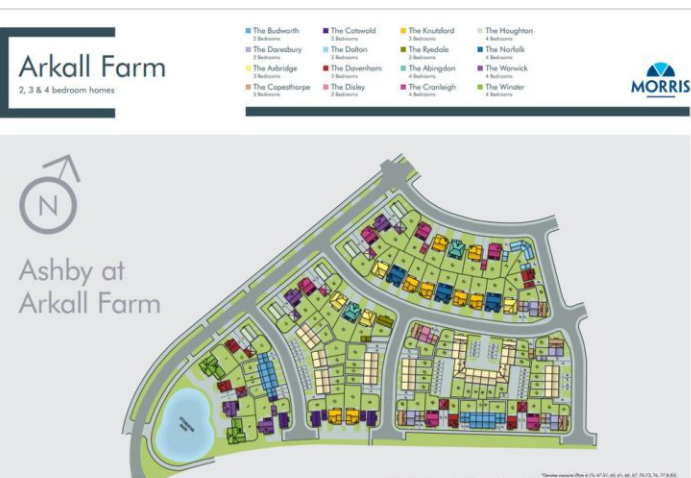 Arkall Farm
2, 3 & 4 bedroom homes
The Budworth
2 Bedrooms
The Daresbury
3 Bedrooms
The Axbridge
3 Bedrooms
The Capesthorpe
3 Bedrooms
The Cotswold
3 Bedrooms
The Dalton
3 Bedrooms
The Davenham
3 Bedrooms
The Disley
3 Bedrooms
The Knutsford
3 Bedrooms
The Ryedale
3 Bedrooms
The Abingdon
4 Bedrooms
The Cranleigh
4 Bedrooms
The Houghton
4 Bedrooms
The Norfolk
4 Bedrooms
The Warwick
4 Bedrooms
The Winster
4 Bedrooms
MORRIS
N
Ashby at
Arkall Farm